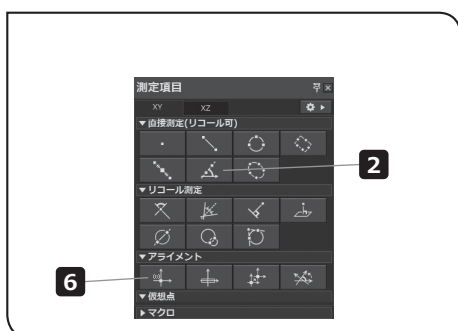 測定項目
XY XZ
▼直接測定(リコール可)
2
▼リコール測定
▼アライメント
6
▼仮想点
▶マクロ